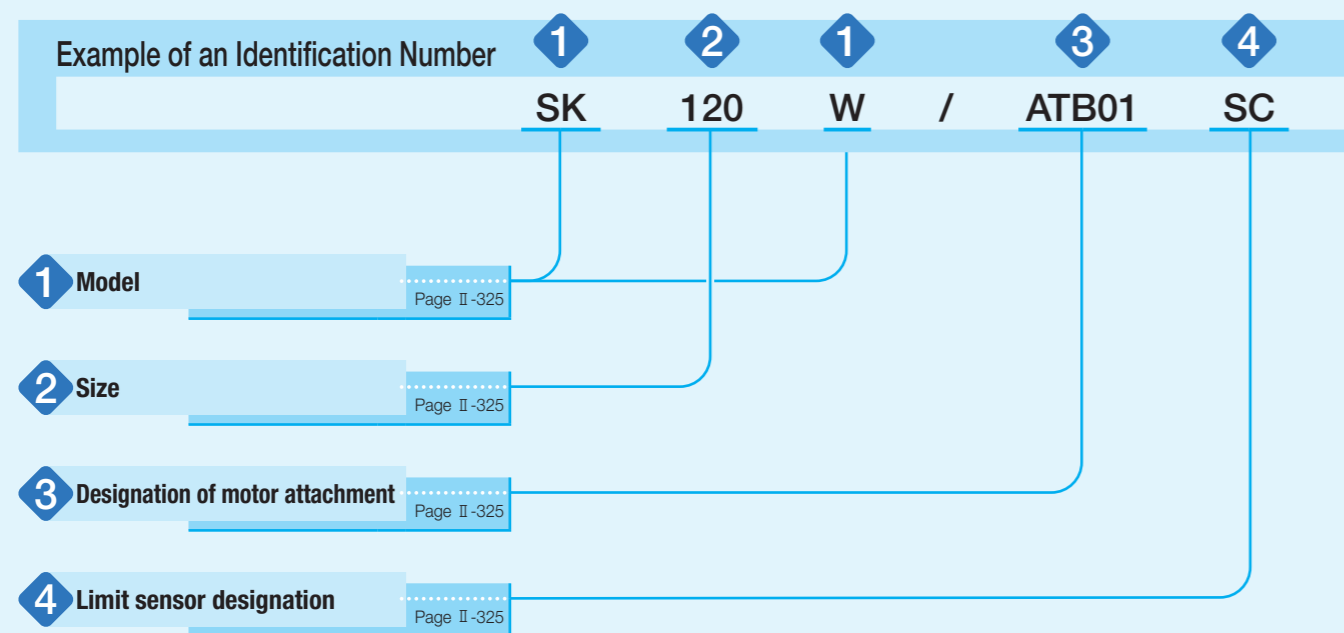 1 2 1 3 4
Example of an Identification Number
SK 120 W / ATB01 SC
1 Model
Page Ⅱ-325
2 Size
Page Ⅱ-325
3 Designation of motor attachment
Page Ⅱ-325
4 Limit sensor designation
Page Ⅱ-325